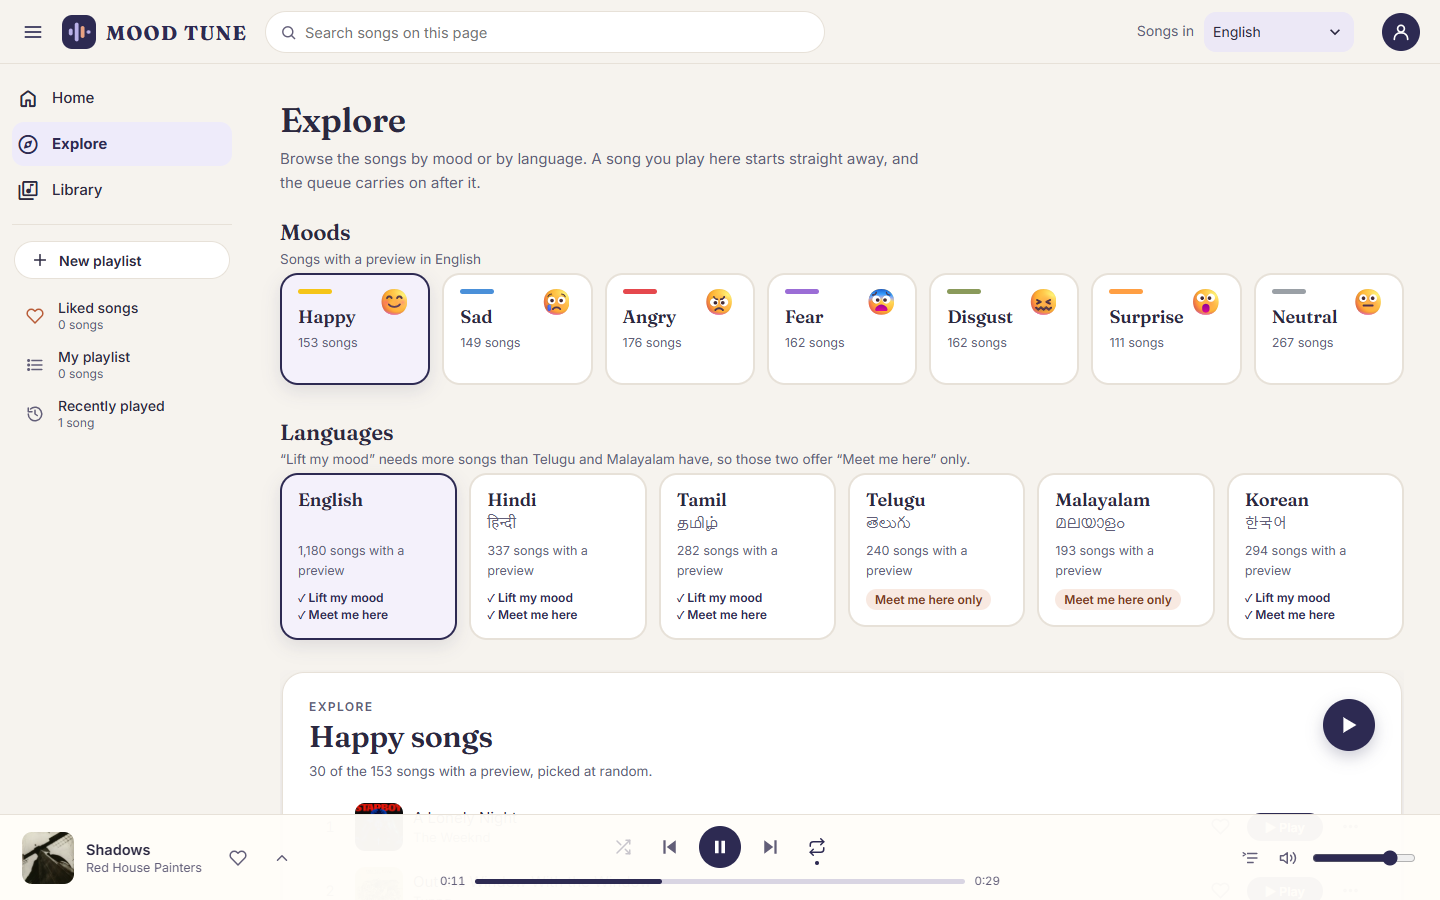 MOOD TUNE
Search songs on this page
Songs in
English
Home
Explore
Library
New playlist
Liked songs
0 songs
My playlist
0 songs
Recently played
1 song
Explore
Browse the songs by mood or by language. A song you play here starts straight away, and
the queue carries on after it.
Moods
Songs with a preview in English
Happy
153 songs
Sad
149 songs
Angry
176 songs
Fear
162 songs
Disgust
162 songs
Surprise
111 songs
Neutral
267 songs
Languages
“Lift my mood” needs more songs than Telugu and Malayalam have, so those two offer “Meet me here” only.
English
1,180 songs with a
preview
✓ Lift my mood
✓ Meet me here
Hindi
हिन्दी
337 songs with a
preview
✓ Lift my mood
✓ Meet me here
Tamil
தமிழ்
282 songs with a
preview
✓ Lift my mood
✓ Meet me here
Telugu
తెలుగు
240 songs with a
preview
Meet me here only
Malayalam
മലയാളം
193 songs with a
preview
Meet me here only
Korean
한국어
294 songs with a
preview
✓ Lift my mood
✓ Meet me here
EXPLORE
Happy songs
30 of the 153 songs with a preview, picked at random.
A Lonely Night
Play
Shadows
Red House Painters
0:11
0:29
Play